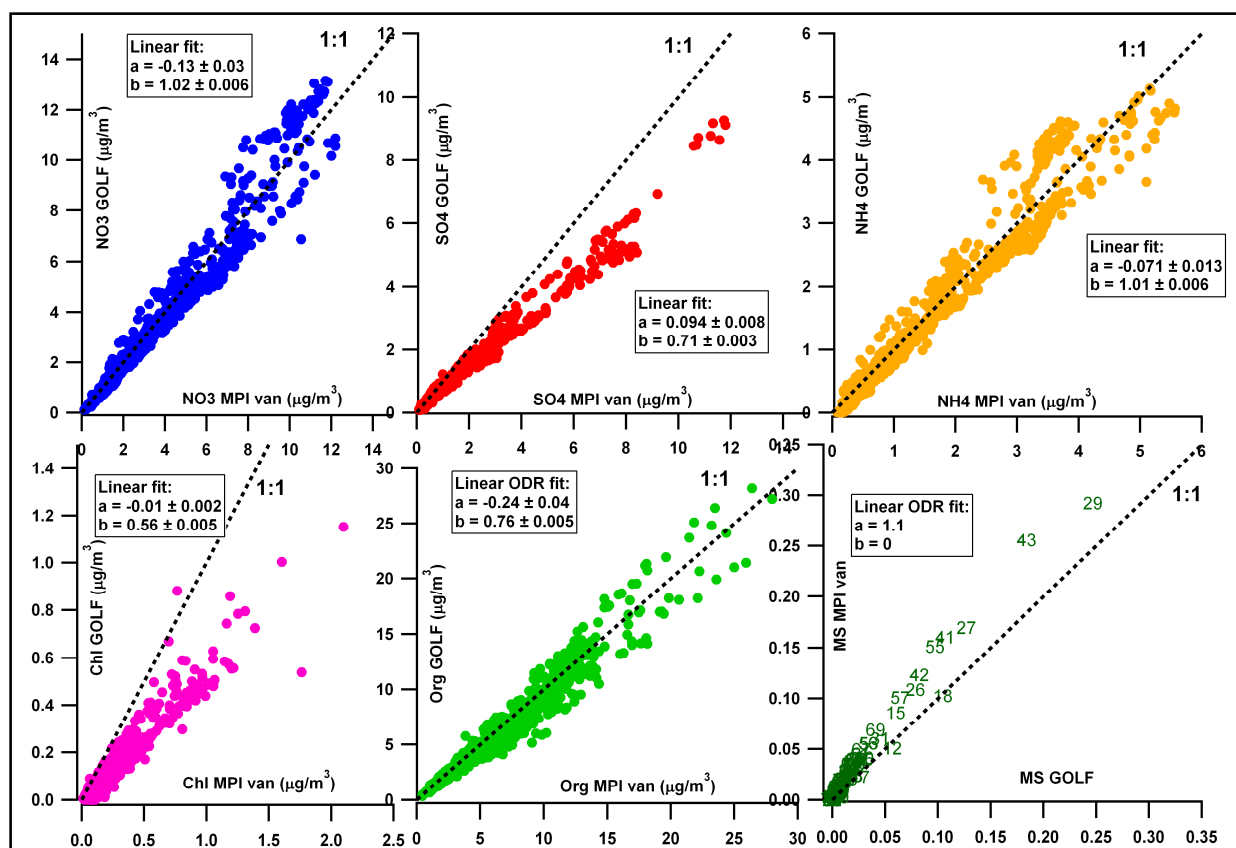 14
12
10
8
6
4
2
0
NO3 GOLF (µg/m³)
Linear fit:
a = -0.13 ± 0.03
b = 1.02 ± 0.006
1:1
NO3 MPI van (µg/m³)
0 2 4 6 8 10 12 14
12
10
8
6
4
2
0
SO4 GOLF (µg/m³)
1:1
Linear fit:
a = 0.094 ± 0.008
b = 0.71 ± 0.003
SO4 MPI van (µg/m³)
0 2 4 6 8 10 12 14
6
5
4
3
2
1
0
NH4 GOLF (µg/m³)
1:1
Linear fit:
a = -0.071 ± 0.013
b = 1.01 ± 0.006
NH4 MPI van (µg/m³)
0 1 2 3 4 5 6
1.4
1.2
1.0
0.8
0.6
0.4
0.2
0.0
Chl GOLF (µg/m³)
Linear fit:
a = -0.01 ± 0.002
b = 0.56 ± 0.005
1:1
Chl MPI van (µg/m³)
0.0 0.5 1.0 1.5 2.0 2.5
30
25
20
15
10
5
0
Org GOLF (µg/m³)
Linear ODR fit:
a = -0.24 ± 0.04
b = 0.76 ± 0.005
1:1
Org MPI van (µg/m³)
0 5 10 15 20 25 30
0.35
0.30
0.25
0.20
0.15
0.10
0.05
0.00
MS MPI van
Linear ODR fit:
a = 1.1
b = 0
1:1
29
43
27
41
55
42
26
57
18
15
69
12
MS GOLF
0.00 0.05 0.10 0.15 0.20 0.25 0.30 0.35